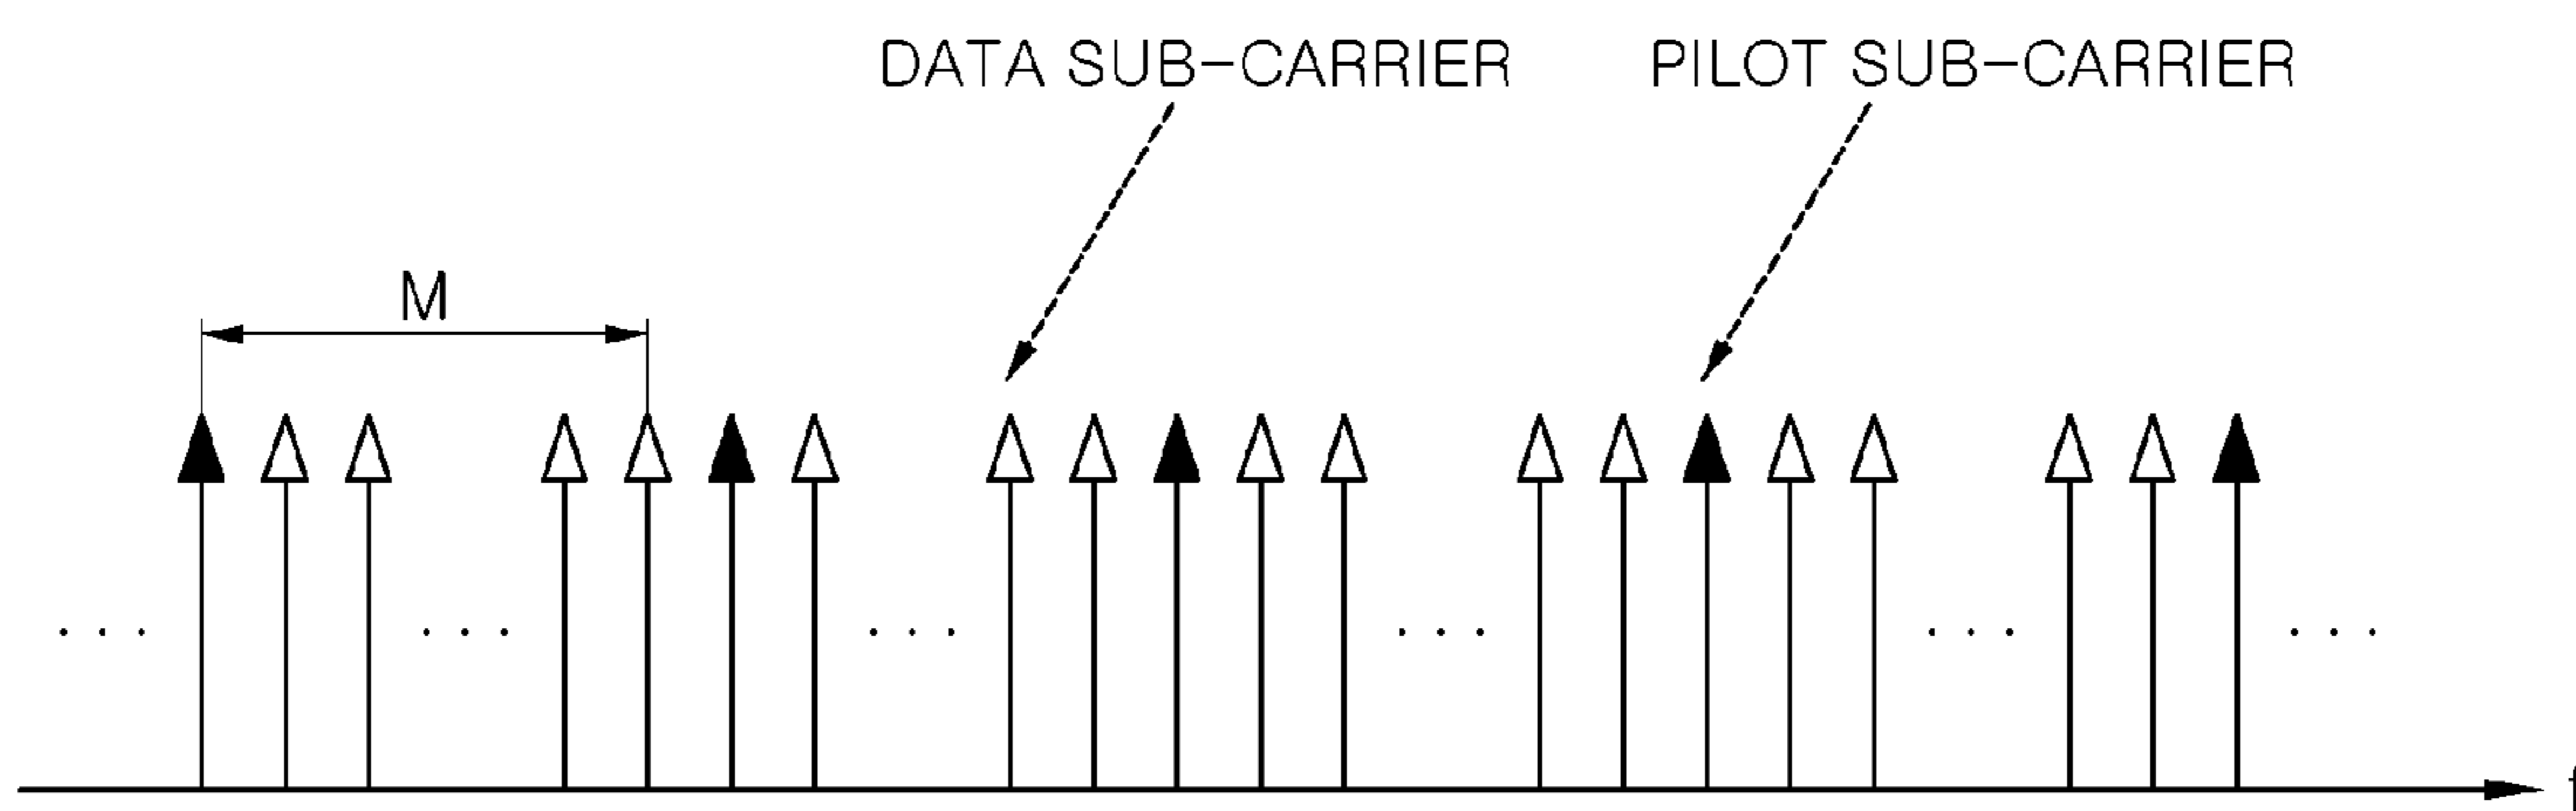 DATA SUB-CARRIER PILOT SUB-CARRIER
M
. . . . . . . . . . . . . . . . . .